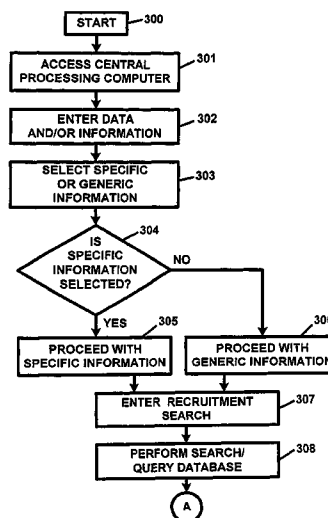 START
300
ACCESS CENTRAL
PROCESSING COMPUTER
301
ENTER DATA
AND/OR INFORMATION
302
SELECT SPECIFIC
OR GENERIC
INFORMATION
303
304
IS
SPECIFIC
INFORMATION
SELECTED?
NO
YES
305
PROCEED WITH
SPECIFIC INFORMATION
PROCEED WITH
GENERIC INFORMATION
ENTER RECRUITMENT
SEARCH
307
PERFORM SEARCH/
QUERY DATABASE
308
A